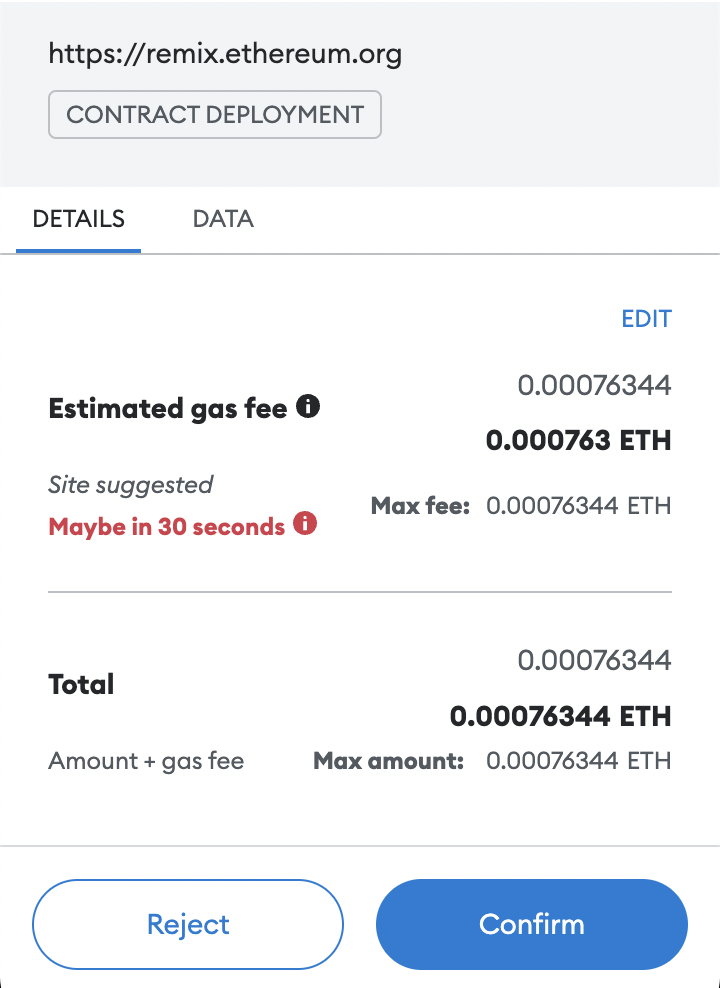 https://remix.ethereum.org
CONTRACT DEPLOYMENT
DETAILS DATA
EDIT
0.00076344
Estimated gas fee
0.000763 ETH
Site suggested
Max fee: 0.00076344 ETH
Maybe in 30 seconds
0.00076344
Total
0.00076344 ETH
Amount + gas fee Max amount: 0.00076344 ETH
Reject Confirm